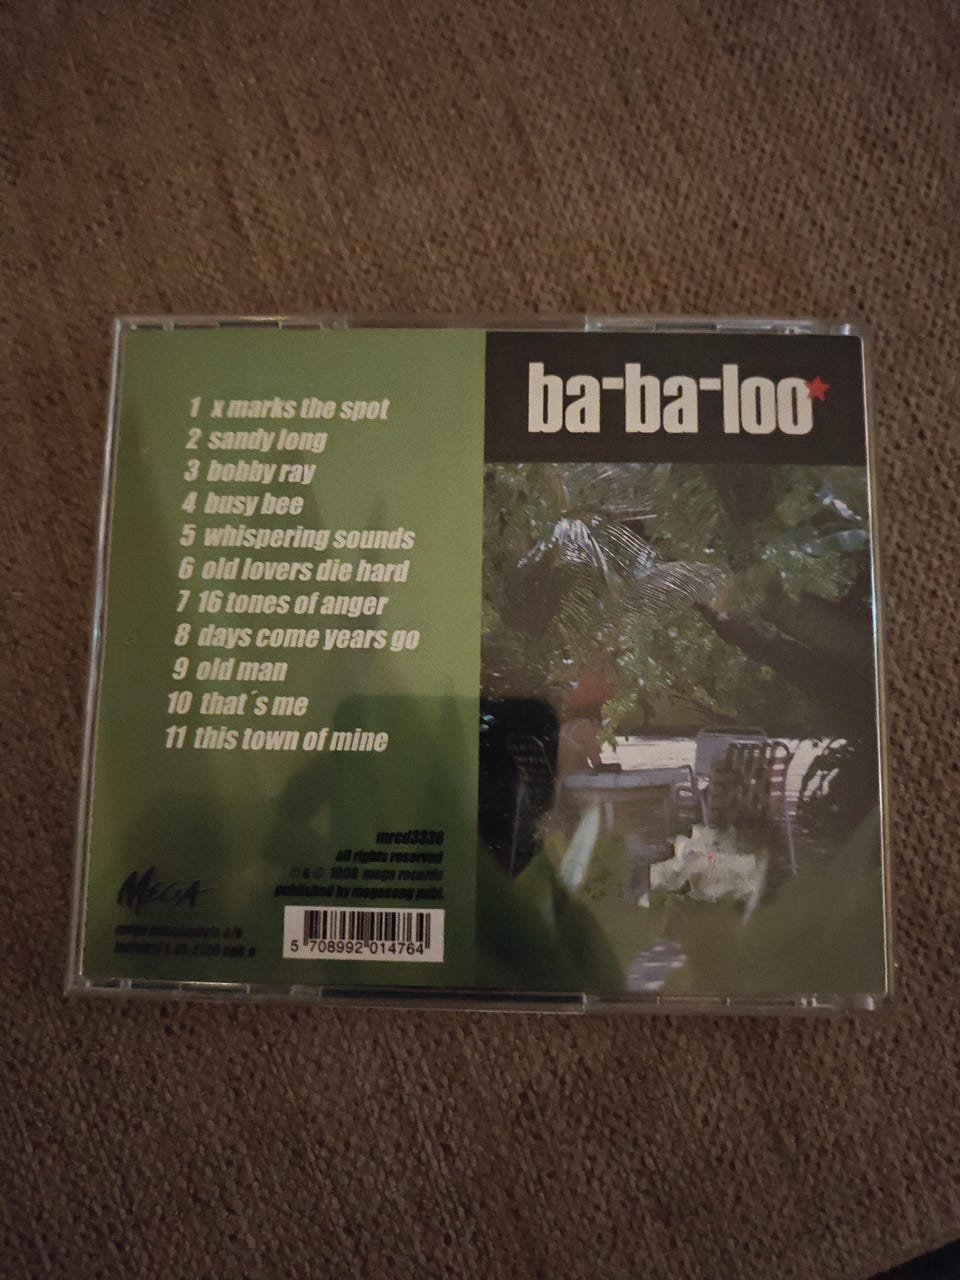 1 x marks the spot
2 sandy long
3 bobby ray
4 busy bee
5 whispering sounds
6 old lovers die hard
7 16 tones of anger
8 days come years go
9 old man
10 that´s me
11 this town of mine
mrcd3336
all rights reserved
℗ & © 1998 mega records
published by megasong publ.
MEGA
5 708992 014764
ba-ba-loo